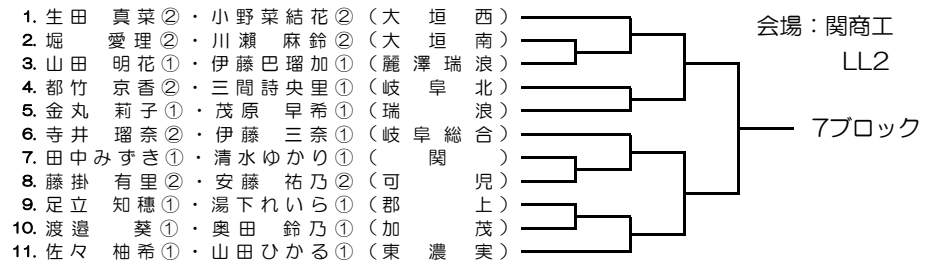 1. 生田 真菜②・小野菜結花②（大垣西）
2. 堀 愛理②・川瀬 麻鈴②（大垣南）
3. 山田 明花①・伊藤巴瑠加①（麗澤瑞浪）
4. 都竹 京香②・三間詩央里①（岐阜北）
5. 金丸 莉子①・茂原 早希①（瑞浪）
6. 寺井 瑠奈②・伊藤 三奈①（岐阜総合）
7. 田中みずき①・清水ゆかり①（関）
8. 藤掛 有里②・安藤 祐乃②（可児）
9. 足立 知穂①・湯下れいら①（郡上）
10. 渡邉 葵①・奥田 鈴乃①（加茂）
11. 佐々 柚希①・山田ひかる①（東濃実）
会場：関商工
LL2
7ブロック